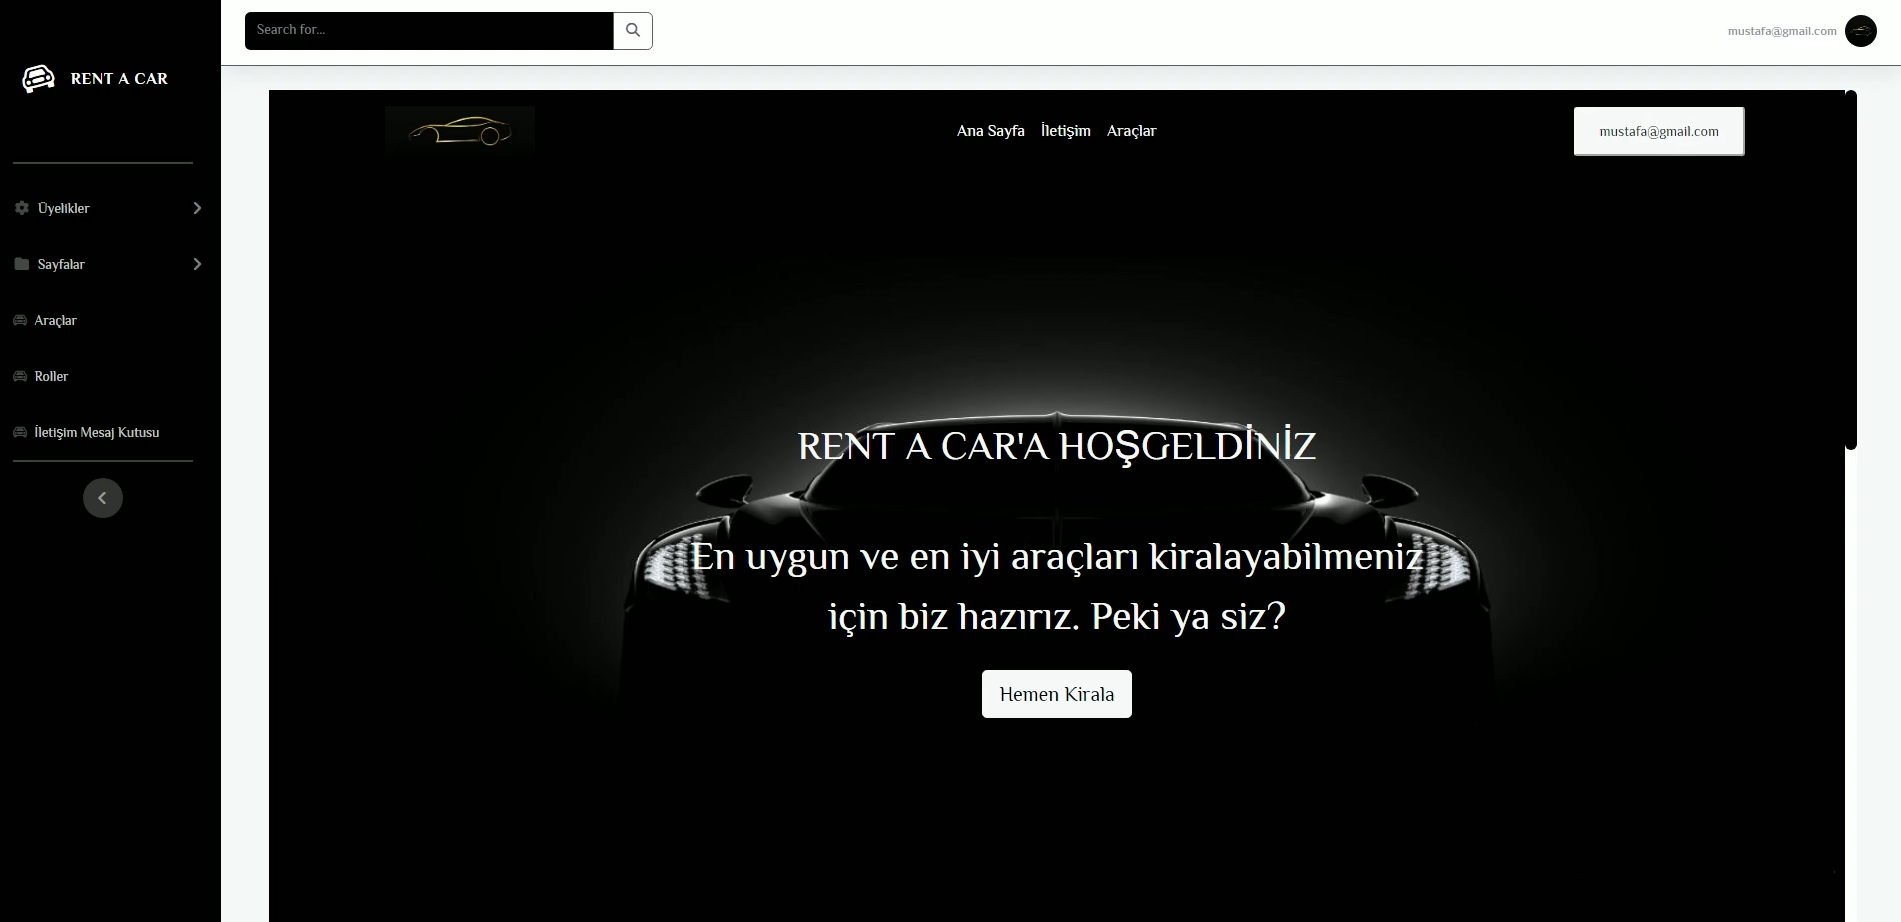 RENT A CAR
Üyelikler
Sayfalar
Araçlar
Roller
İletişim Mesaj Kutusu
Search for...
mustafa@gmail.com
Ana Sayfa İletişim Araçlar
mustafa@gmail.com
RENT A CAR'A HOŞGELDİNİZ
En uygun ve en iyi araçları kiralayabilmeniz
için biz hazırız. Peki ya siz?
Hemen Kirala